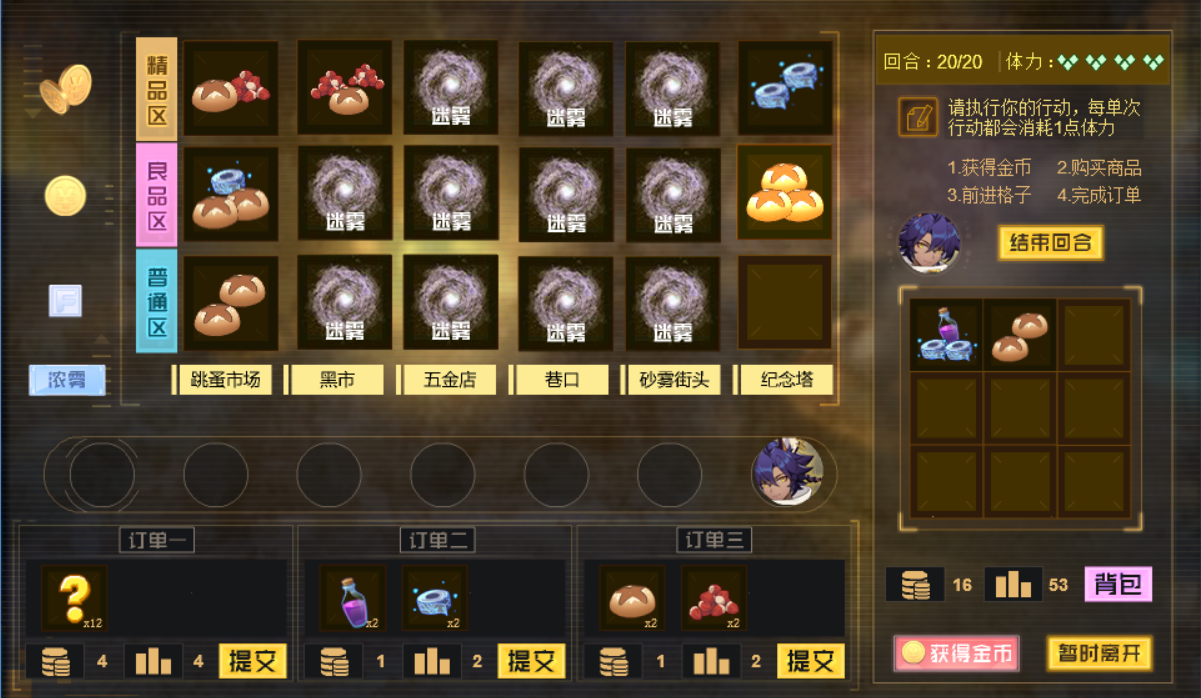 精品区
迷雾
迷雾
迷雾
良品区
迷雾
迷雾
迷雾
迷雾
普通区
迷雾
迷雾
迷雾
迷雾
浓雾
跳蚤市场
黑市
五金店
巷口
砂雾街头
纪念塔
订单一
订单二
订单三
x12
x2
x2
x2
x2
4
4
提交
1
2
提交
1
2
提交
回合：20/20
体力：
请执行你的行动，每单次
行动都会消耗1点体力
1.获得金币 2.购买商品
3.前进格子 4.完成订单
结束回合
16
53
背包
获得金币
暂时离开